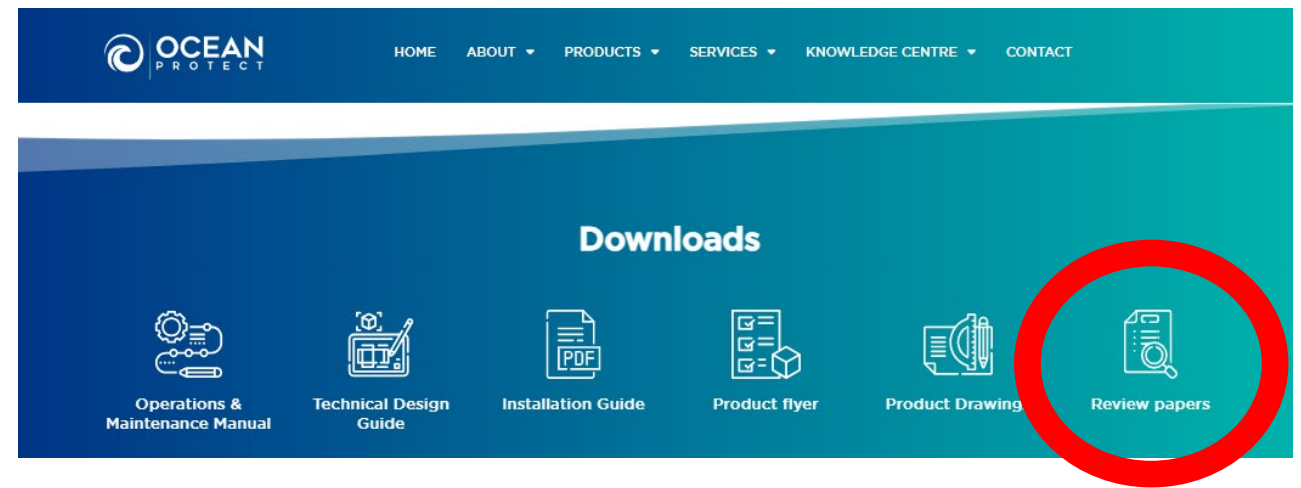 OCEAN
PROTECT
HOME ABOUT PRODUCTS SERVICES KNOWLEDGE CENTRE CONTACT
Downloads
PDF
Operations &
Maintenance Manual
Technical Design
Guide
Installation Guide
Product flyer
Product Drawing
Review papers